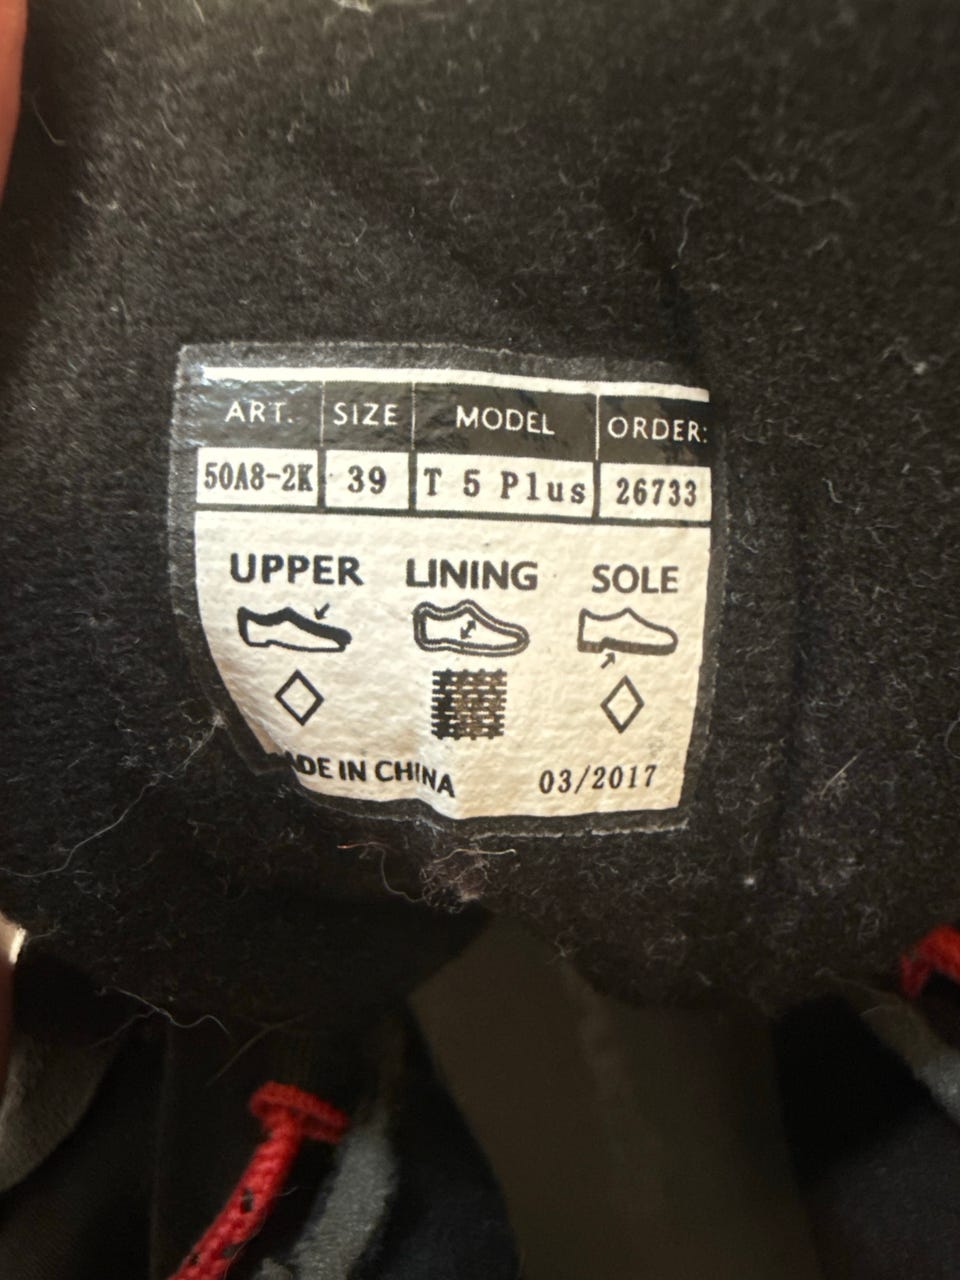 ART. SIZE MODEL ORDER:
50A8-2K 39 T 5 Plus 26733
UPPER LINING SOLE
ADE IN CHINA 03/2017